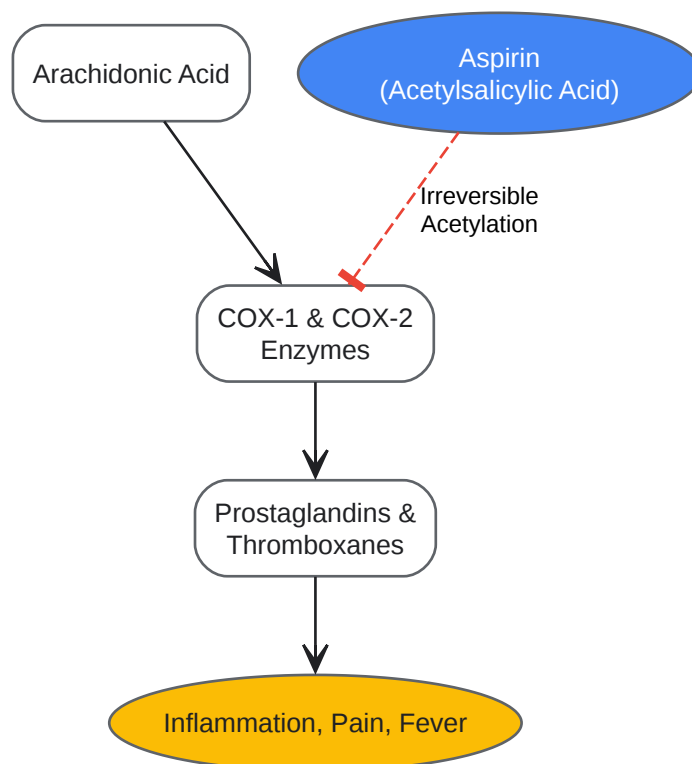 Arachidonic Acid
Aspirin
(Acetylsalicylic Acid)
Irreversible
Acetylation
COX-1 & COX-2
Enzymes
Prostaglandins &
Thromboxanes
Inflammation, Pain, Fever